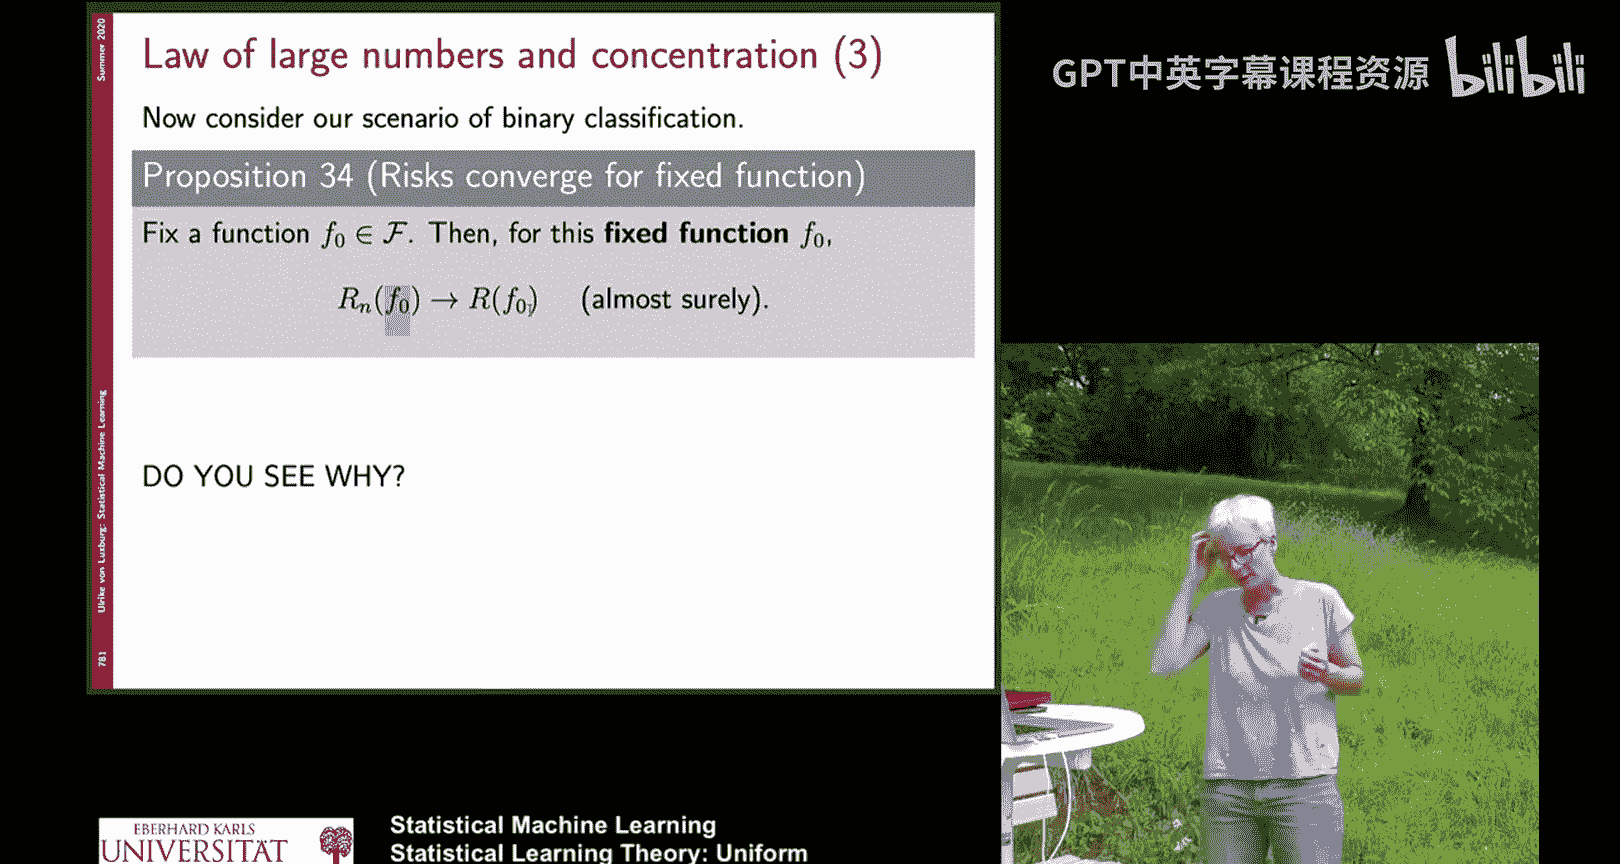 Law of large numbers and concentration (3)
Now consider our scenario of binary classification.
Proposition 34 (Risks converge for fixed function)
Fix a function f₀ ∈ ℱ. Then, for this fixed function f₀,
Rₙ(f₀) → R(f₀) (almost surely).
DO YOU SEE WHY?
Summer 2020
Ulrike von Luxburg: Statistical Machine Learning
781
GPT中英字幕课程资源 bilibili
EBERHARD KARLS
UNIVERSITÄT
Statistical Machine Learning
Statistical Learning Theory: Uniform